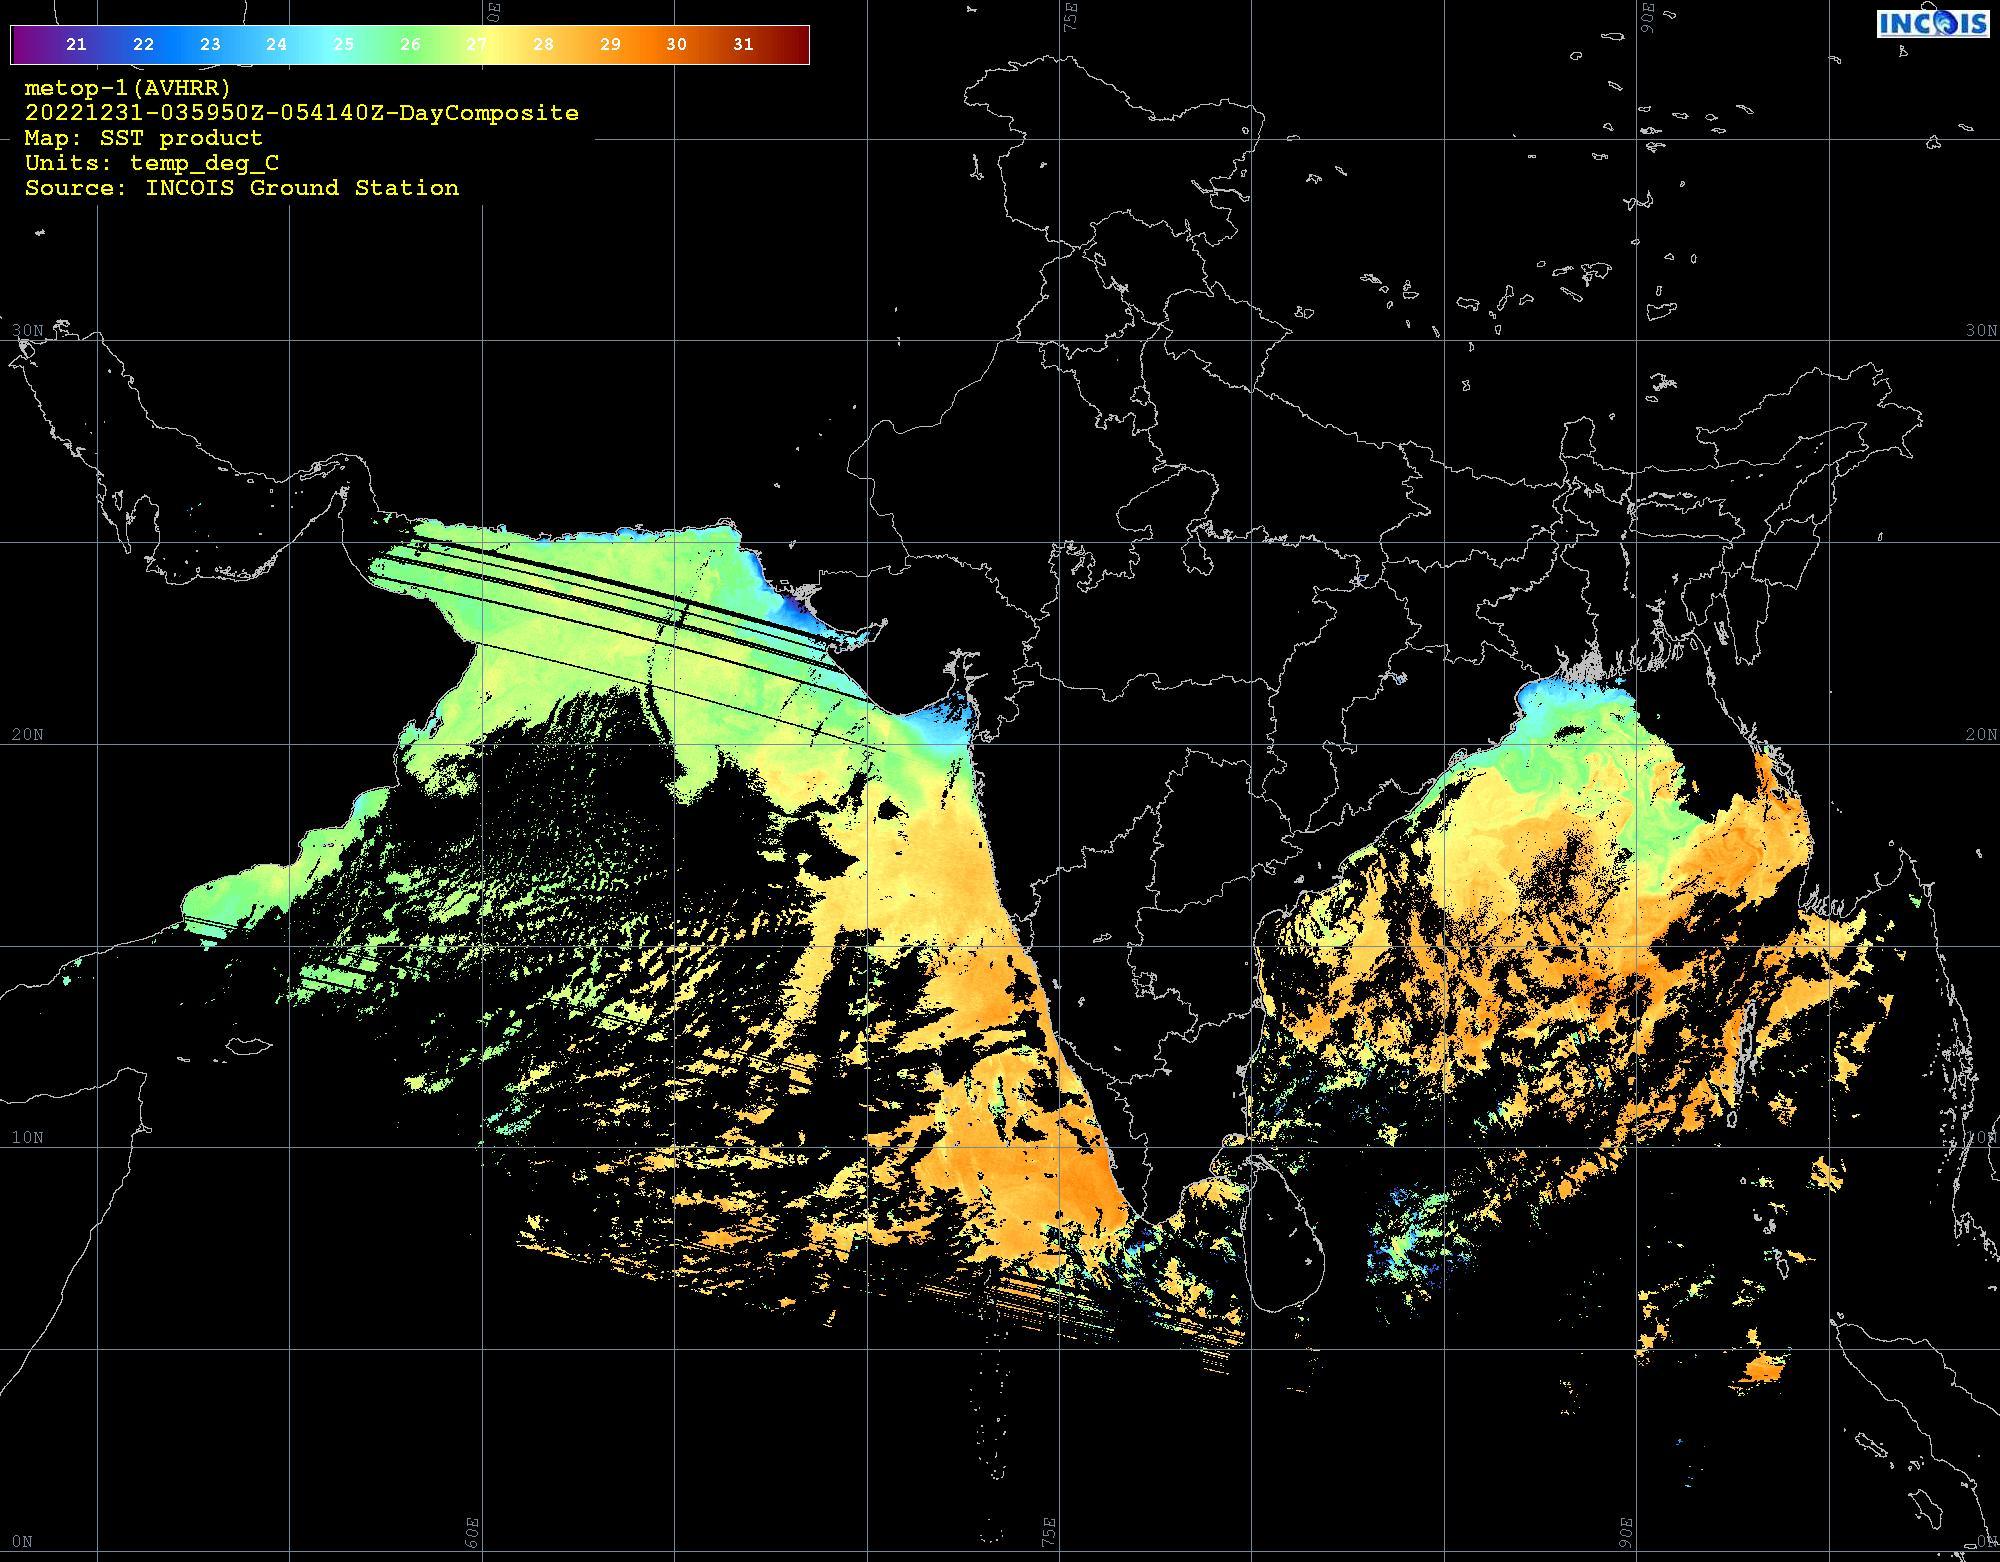 0E 75E 90E
21 22 23 24 25 26 27 28 29 30 31
INCOIS
metop-1(AVHRR)
20221231-035950Z-054140Z-DayComposite
Map: SST product
Units: temp_deg_C
Source: INCOIS Ground Station
30N 30N
20N 20N
10N 10N
60E 75E 90E
0N 0N